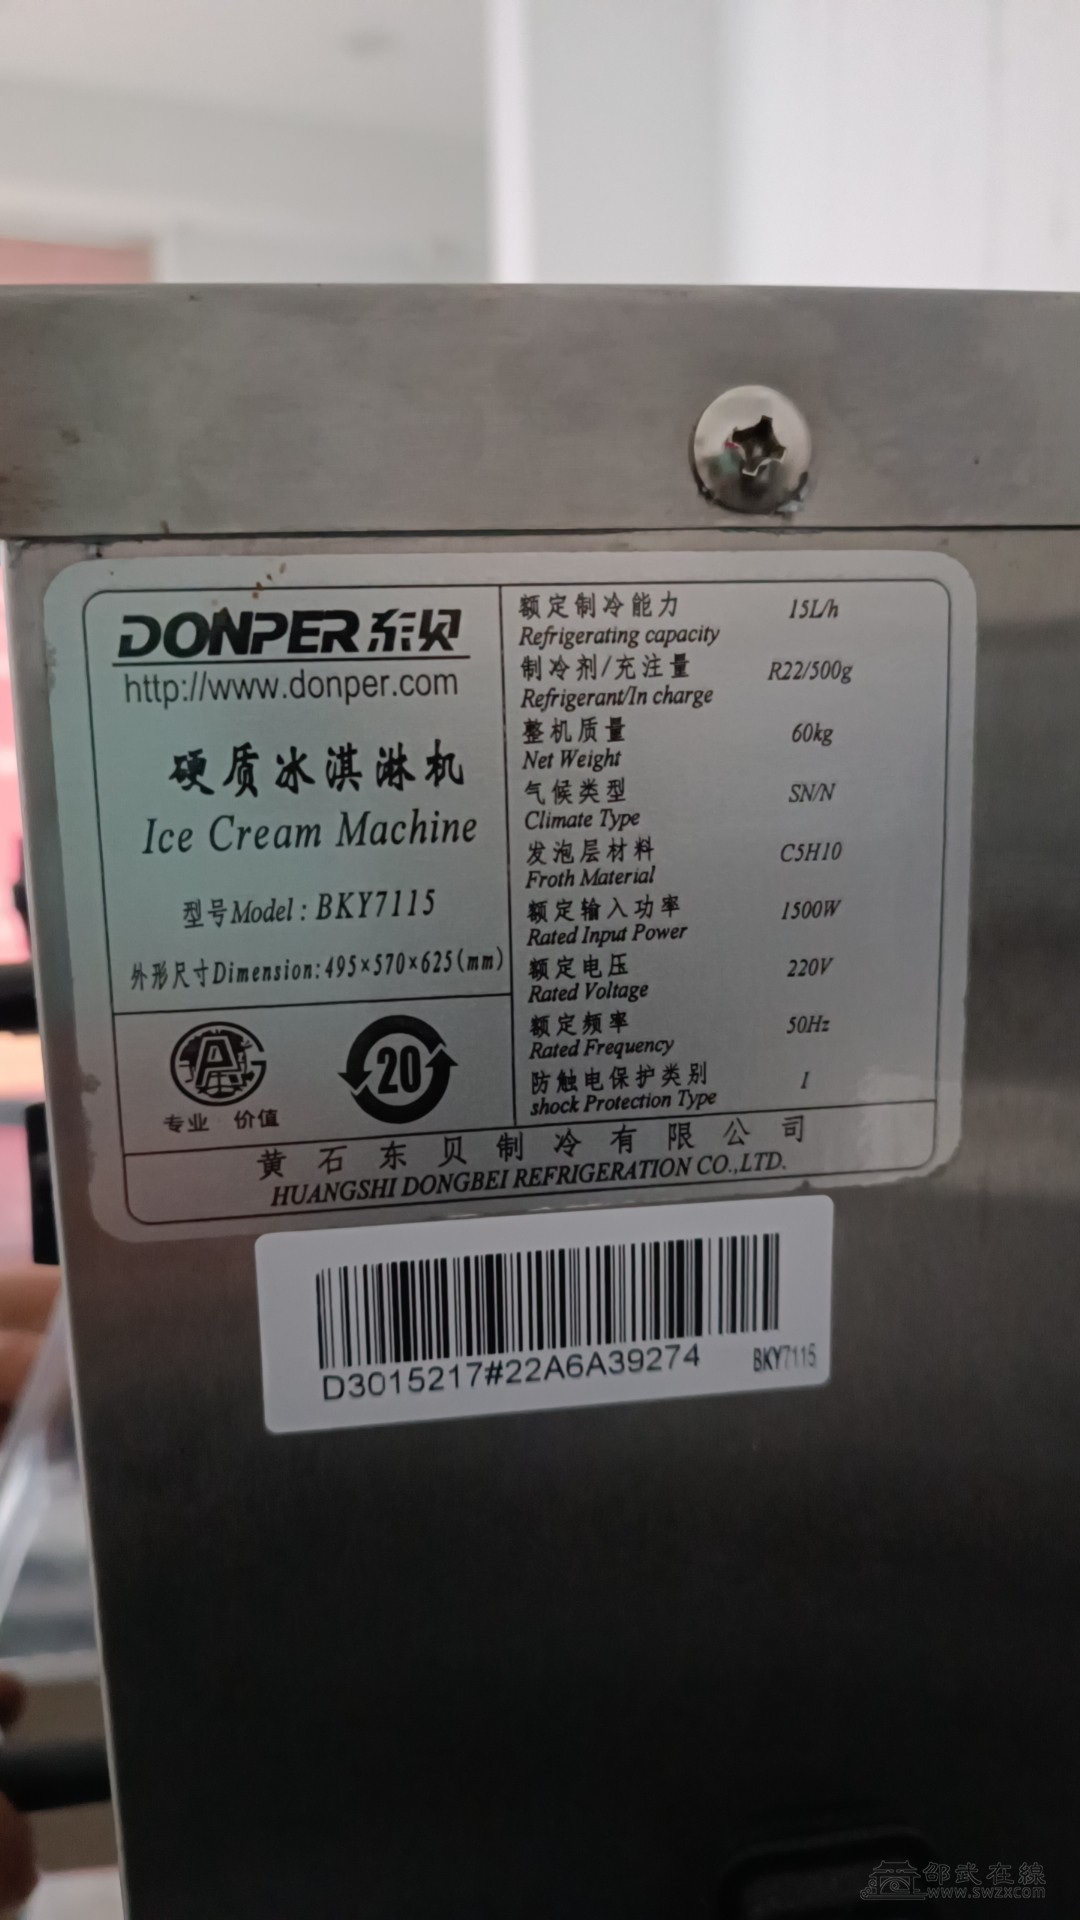 DONPER东贝
http://www.donper.com
硬质冰淇淋机
Ice Cream Machine
型号Model: BKY7115
外形尺寸Dimension:495×570×625(mm)
专业 价值
20
额定制冷能力 15L/h
Refrigerating capacity
制冷剂/充注量 R22/500g
Refrigerant/In charge
整机质量 60kg
Net Weight
气候类型 SN/N
Climate Type
发泡层材料 C5H10
Froth Material
额定输入功率 1500W
Rated Input Power
额定电压 220V
Rated Voltage
额定频率 50Hz
Rated Frequency
防触电保护类别 I
shock Protection Type
黄石东贝制冷有限公司
HUANGSHI DONGBEI REFRIGERATION CO.,LTD.
D3015217#22A6A39274 BKY7115
邵武在線
www.swzx.com